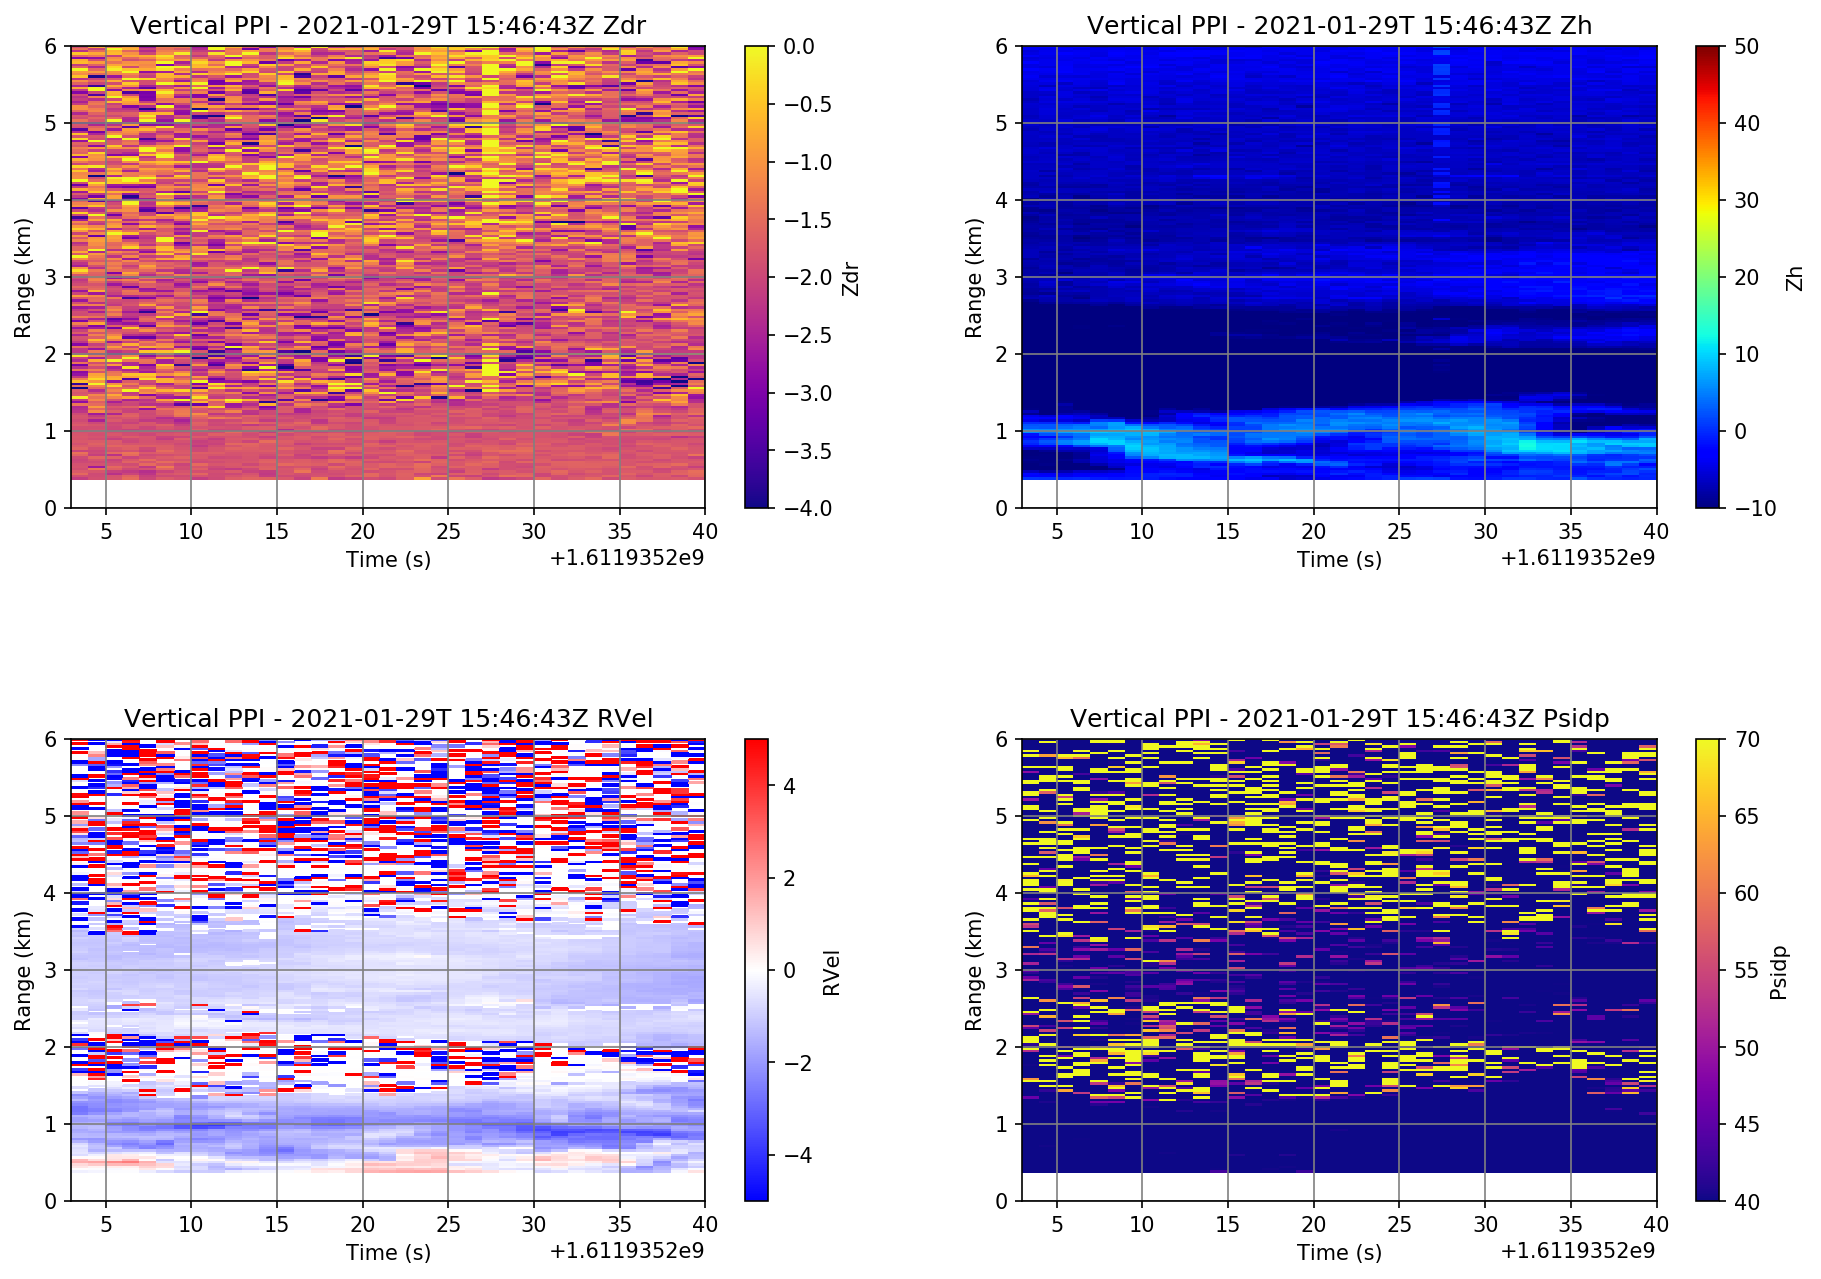 Vertical PPI - 2021-01-29T 15:46:43Z Zdr
6
5
4
3
2
1
0
Range (km)
5 10 15 20 25 30 35 40
Time (s)
+1.6119352e9
0.0
−0.5
−1.0
−1.5
−2.0
−2.5
−3.0
−3.5
−4.0
Zdr
Vertical PPI - 2021-01-29T 15:46:43Z Zh
6
5
4
3
2
1
0
Range (km)
5 10 15 20 25 30 35 40
Time (s)
+1.6119352e9
50
40
30
20
10
0
−10
Zh
Vertical PPI - 2021-01-29T 15:46:43Z RVel
6
5
4
3
2
1
0
Range (km)
5 10 15 20 25 30 35 40
Time (s)
+1.6119352e9
4
2
0
−2
−4
RVel
Vertical PPI - 2021-01-29T 15:46:43Z Psidp
6
5
4
3
2
1
0
Range (km)
5 10 15 20 25 30 35 40
Time (s)
+1.6119352e9
70
65
60
55
50
45
40
Psidp